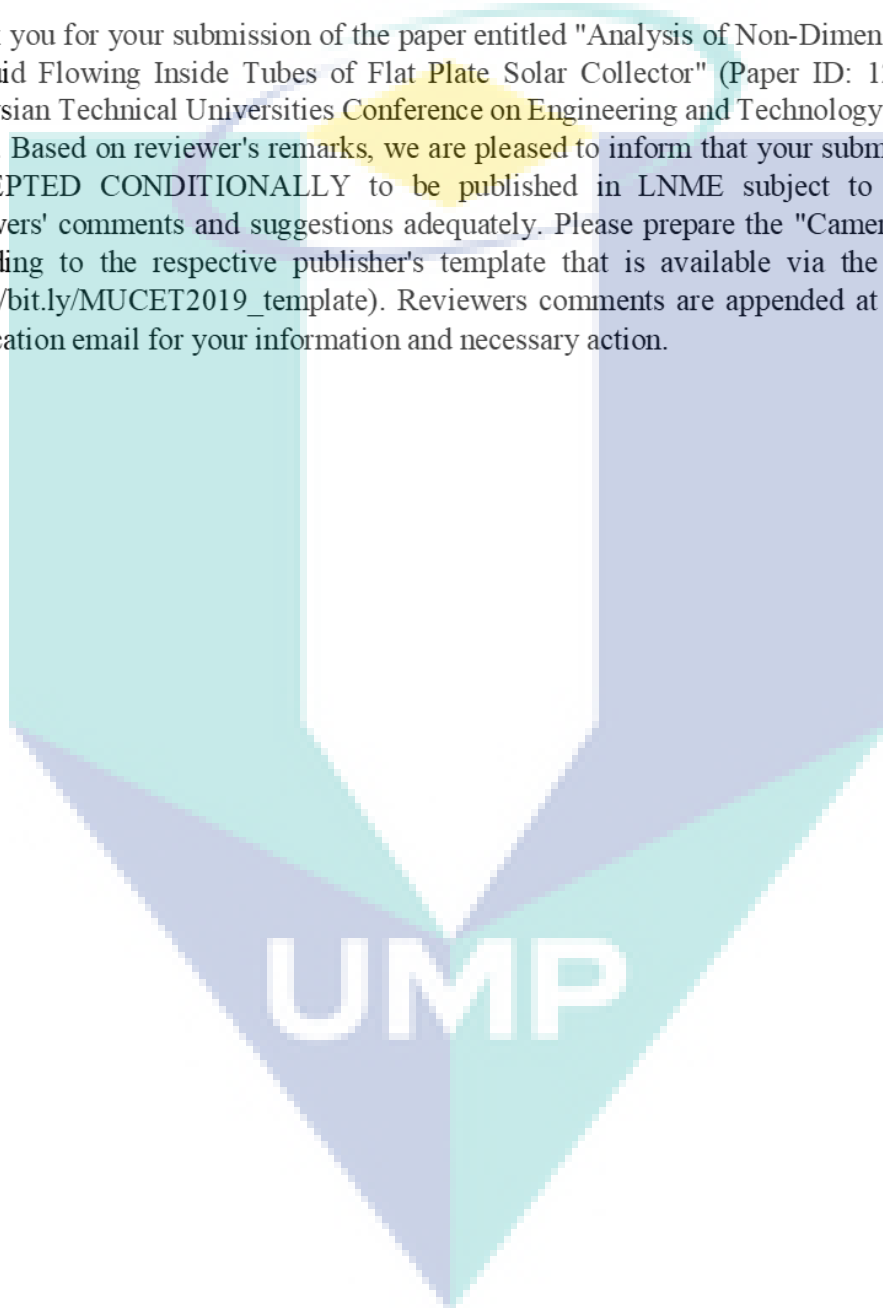 you for your submission of the paper entitled "Analysis of Non-Dimen
uid Flowing Inside Tubes of Flat Plate Solar Collector" (Paper ID: 1
sian Technical Universities Conference on Engineering and Technology
. Based on reviewer's remarks, we are pleased to inform that your subm
EPTED CONDITIONALLY to be published in LNME subject to
vers' comments and suggestions adequately. Please prepare the "Camer
ding to the respective publisher's template that is available via the
/bit.ly/MUCET2019_template). Reviewers comments are appended at
cation email for your information and necessary action.
UMP